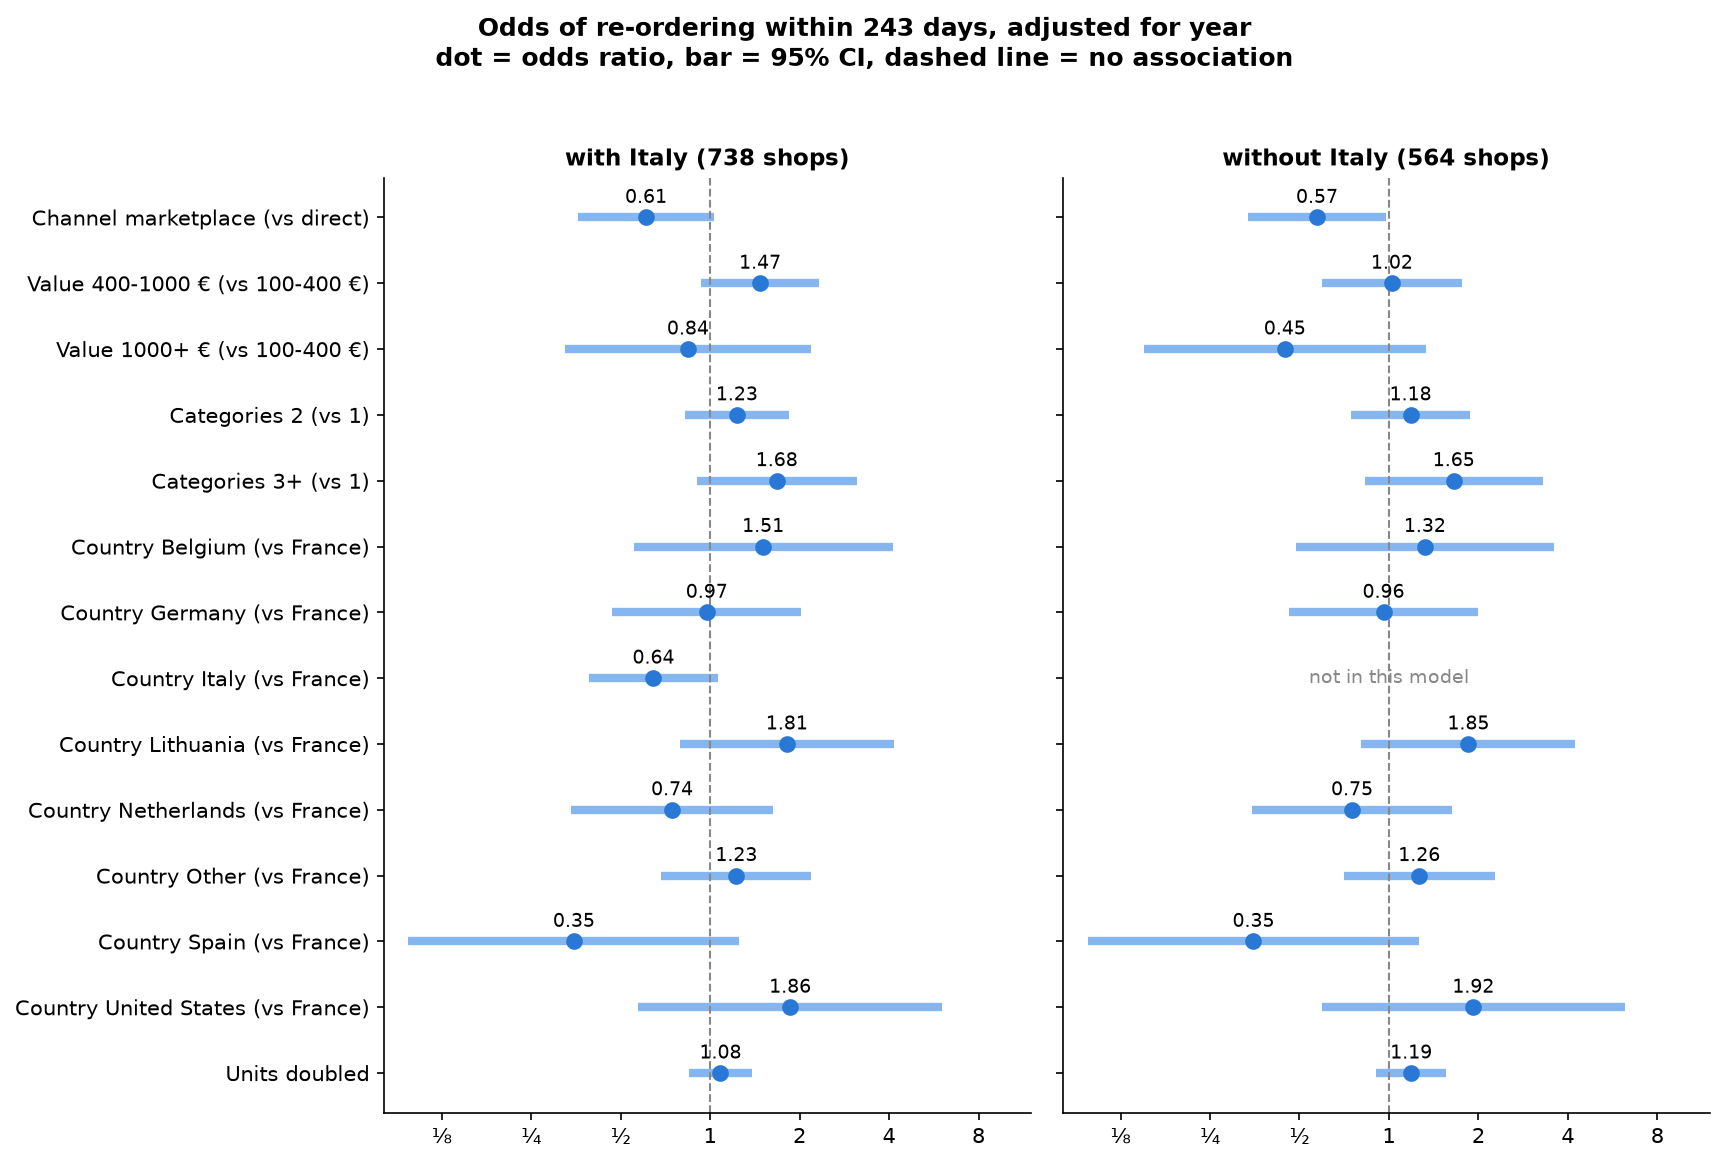 Odds of re-ordering within 243 days, adjusted for year
dot = odds ratio, bar = 95% CI, dashed line = no association
with Italy (738 shops)
without Italy (564 shops)
Channel marketplace (vs direct)
0.61
0.57
Value 400-1000 € (vs 100-400 €)
1.47
1.02
Value 1000+ € (vs 100-400 €)
0.84
0.45
Categories 2 (vs 1)
1.23
1.18
Categories 3+ (vs 1)
1.68
1.65
Country Belgium (vs France)
1.51
1.32
Country Germany (vs France)
0.97
0.96
Country Italy (vs France)
0.64
not in this model
Country Lithuania (vs France)
1.81
1.85
Country Netherlands (vs France)
0.74
0.75
Country Other (vs France)
1.23
1.26
Country Spain (vs France)
0.35
0.35
Country United States (vs France)
1.86
1.92
Units doubled
1.08
1.19
⅛ ¼ ½ 1 2 4 8
⅛ ¼ ½ 1 2 4 8